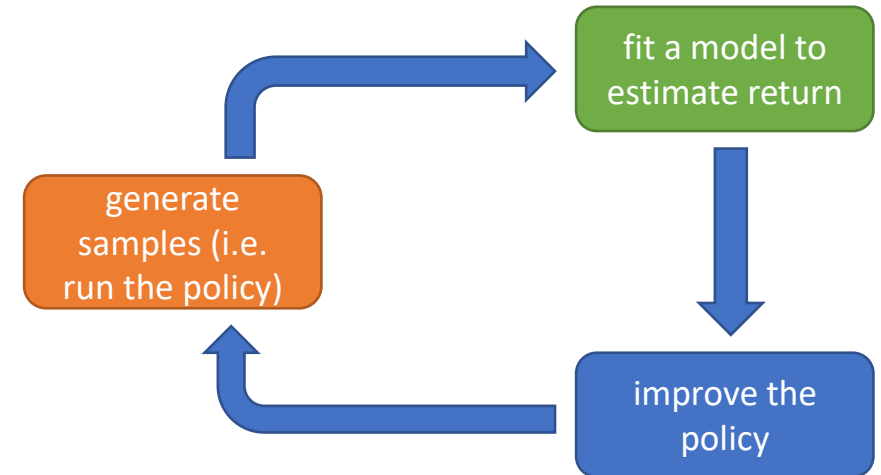 fit a model to
estimate return
generate
samples (i.e.
run the policy)
improve the
policy